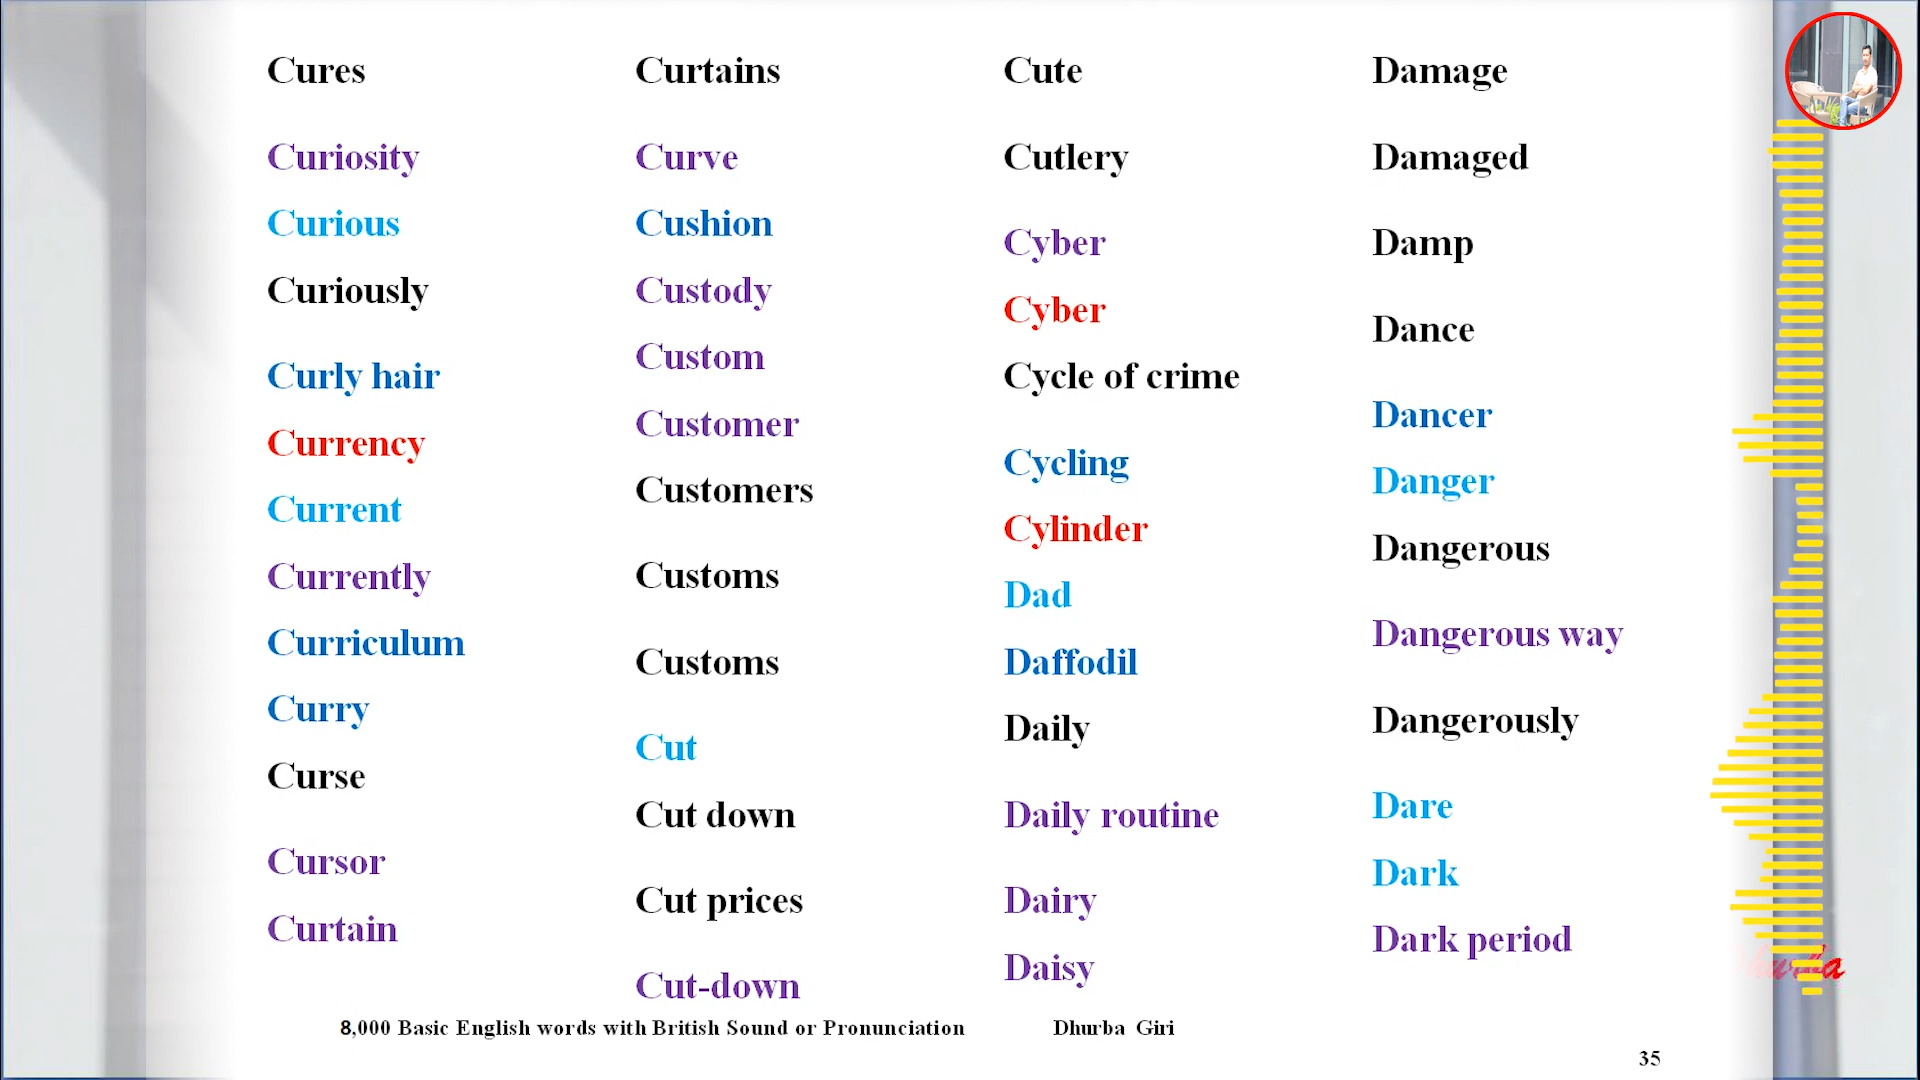 Cures
Curiosity
Curious
Curiously
Curly hair
Currency
Current
Currently
Curriculum
Curry
Curse
Cursor
Curtain
Curtains
Curve
Cushion
Custody
Custom
Customer
Customers
Customs
Customs
Cut
Cut down
Cut prices
Cut-down
Cute
Cutlery
Cyber
Cyber
Cycle of crime
Cycling
Cylinder
Dad
Daffodil
Daily
Daily routine
Dairy
Daisy
Damage
Damaged
Damp
Dance
Dancer
Danger
Dangerous
Dangerous way
Dangerously
Dare
Dark
Dark period
8,000 Basic English words with British Sound or Pronunciation Dhurba Giri
35